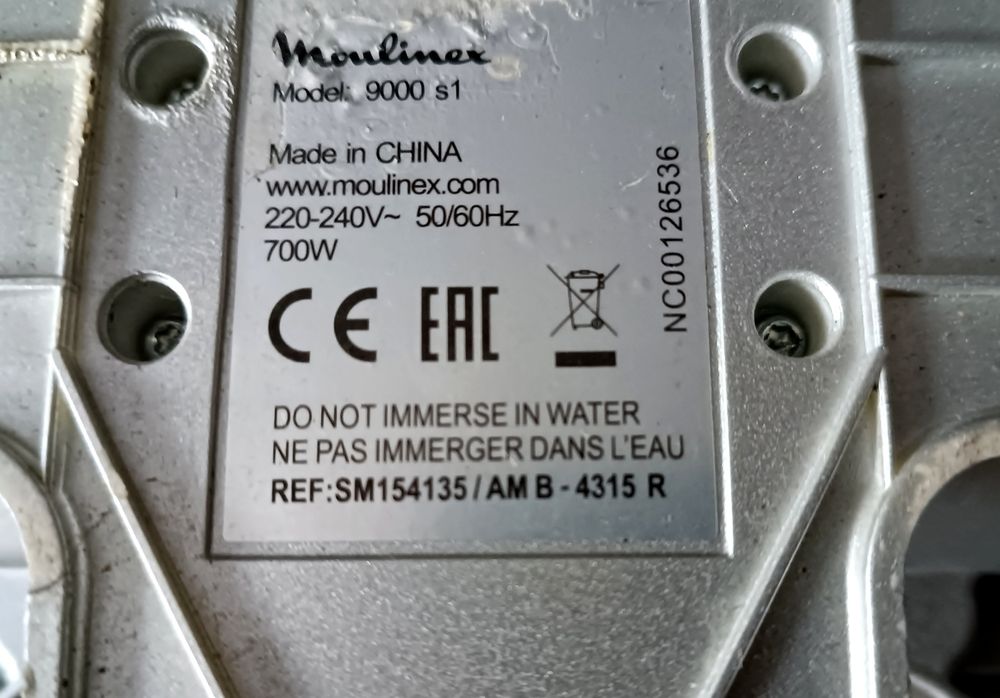 Moulinex
Model: 9000 s1
Made in CHINA
www.moulinex.com
220-240V~ 50/60Hz
700W
CE EAC
DO NOT IMMERSE IN WATER
NE PAS IMMERGER DANS L'EAU
REF:SM154135/AM B - 4315 R
NC00126536